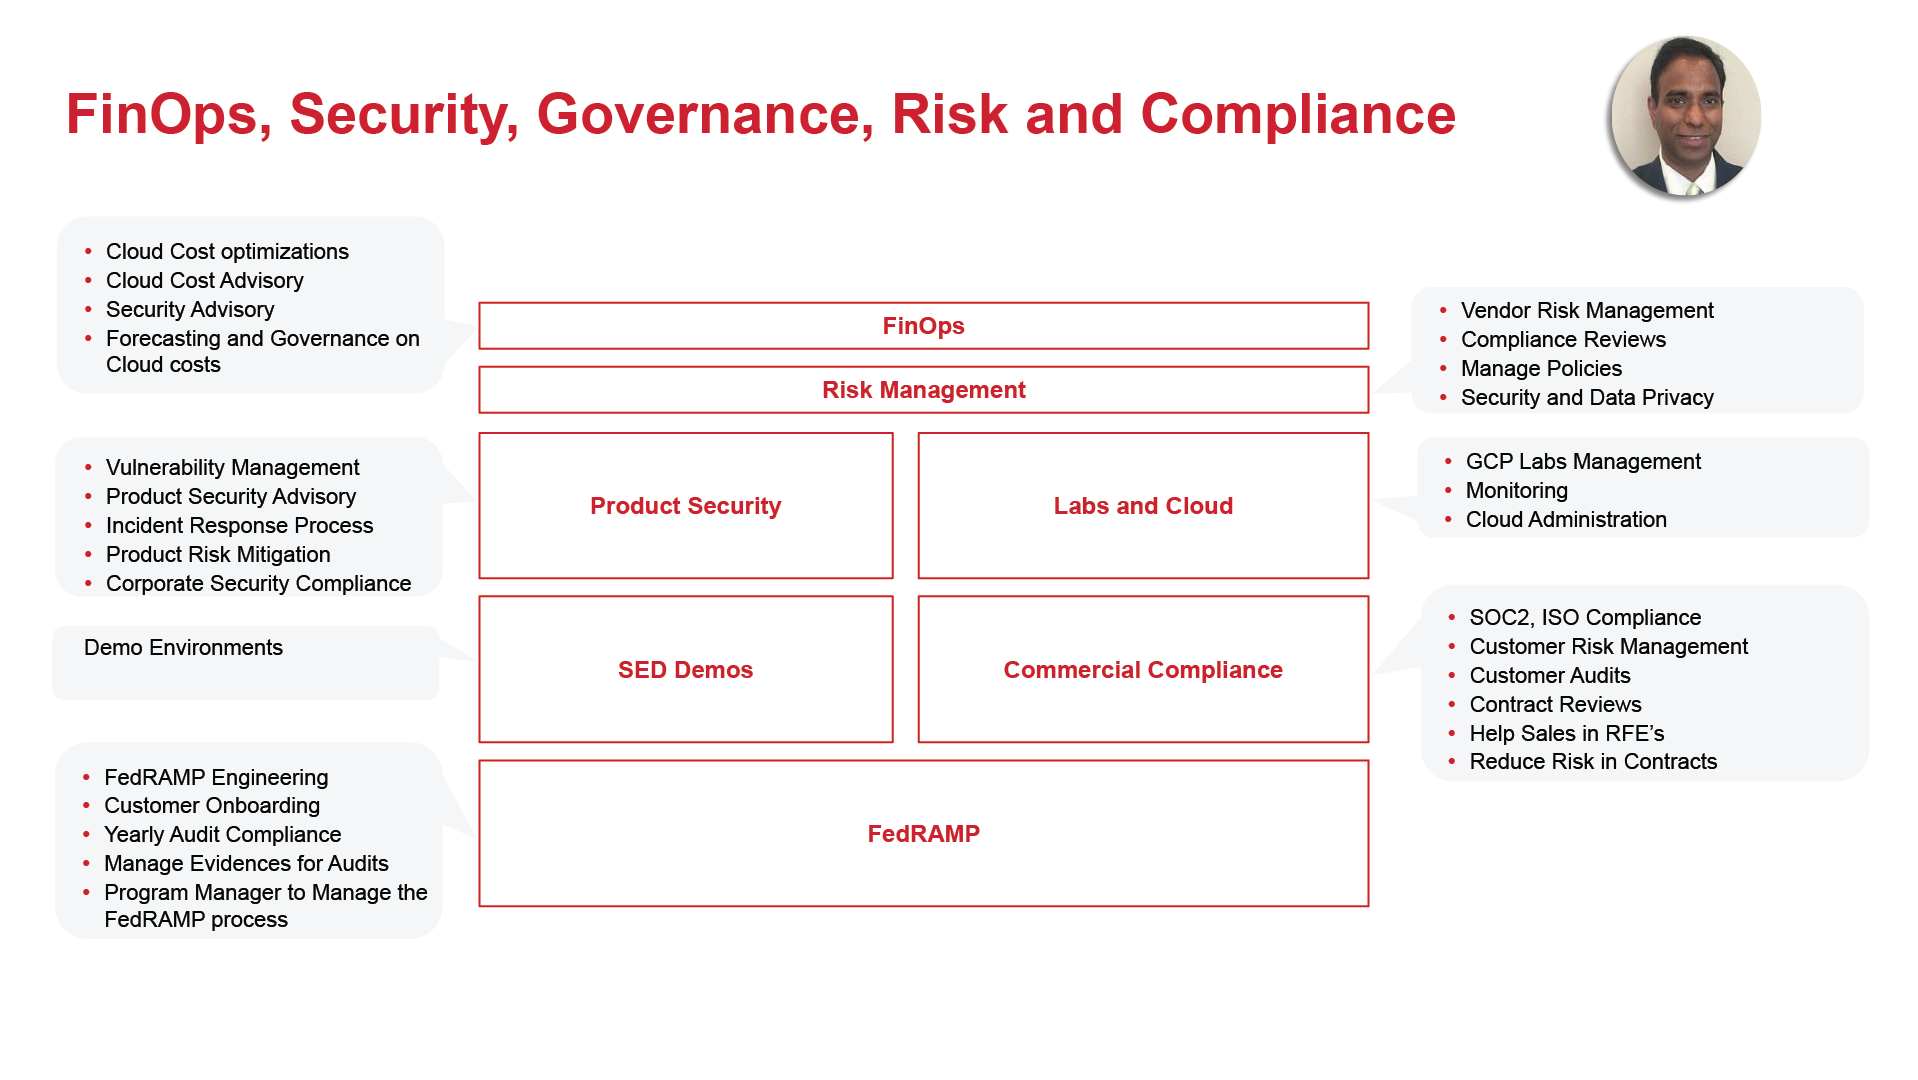 FinOps, Security, Governance, Risk and Compliance
• Cloud Cost optimizations
• Cloud Cost Advisory
• Security Advisory
• Forecasting and Governance on
Cloud costs
FinOps
• Vendor Risk Management
• Compliance Reviews
• Manage Policies
• Security and Data Privacy
Risk Management
• Vulnerability Management
• Product Security Advisory
• Incident Response Process
• Product Risk Mitigation
• Corporate Security Compliance
Product Security
Labs and Cloud
• GCP Labs Management
• Monitoring
• Cloud Administration
Demo Environments
SED Demos
Commercial Compliance
• SOC2, ISO Compliance
• Customer Risk Management
• Customer Audits
• Contract Reviews
• Help Sales in RFE’s
• Reduce Risk in Contracts
• FedRAMP Engineering
• Customer Onboarding
• Yearly Audit Compliance
• Manage Evidences for Audits
• Program Manager to Manage the
FedRAMP process
FedRAMP